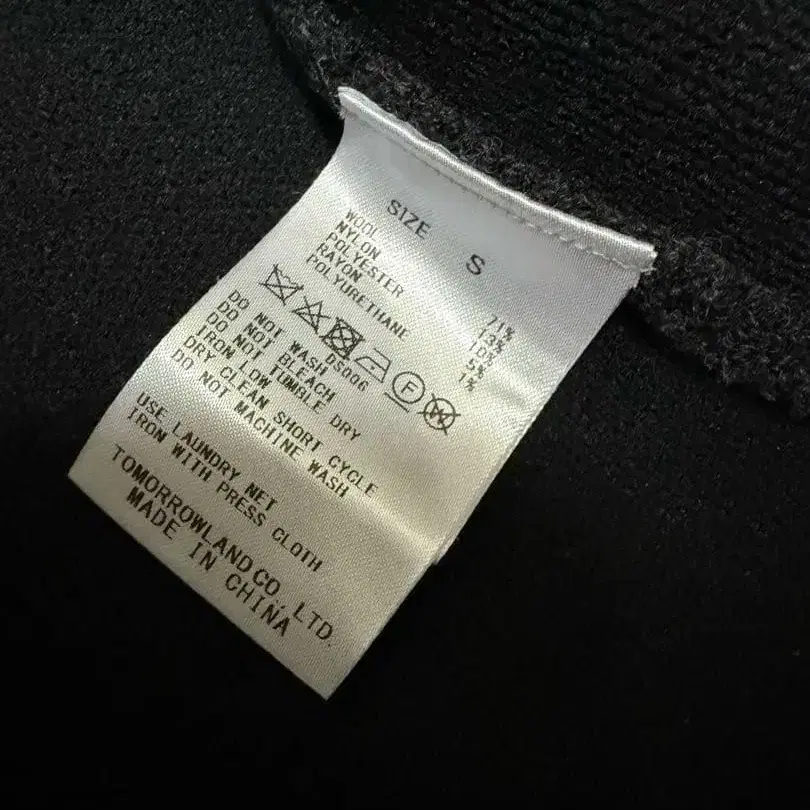 SIZE S
WOOL 71%
NYLON 13%
POLYESTER 10%
RAYON 5%
POLYURETHANE 1%
F W
DS006
DO NOT WASH
DO NOT BLEACH
DO NOT TUMBLE DRY
IRON LOW
DRY CLEAN SHORT CYCLE
DO NOT MACHINE WASH
USE LAUNDRY NET
IRON WITH PRESS CLOTH
TOMORROWLAND CO., LTD.
MADE IN CHINA